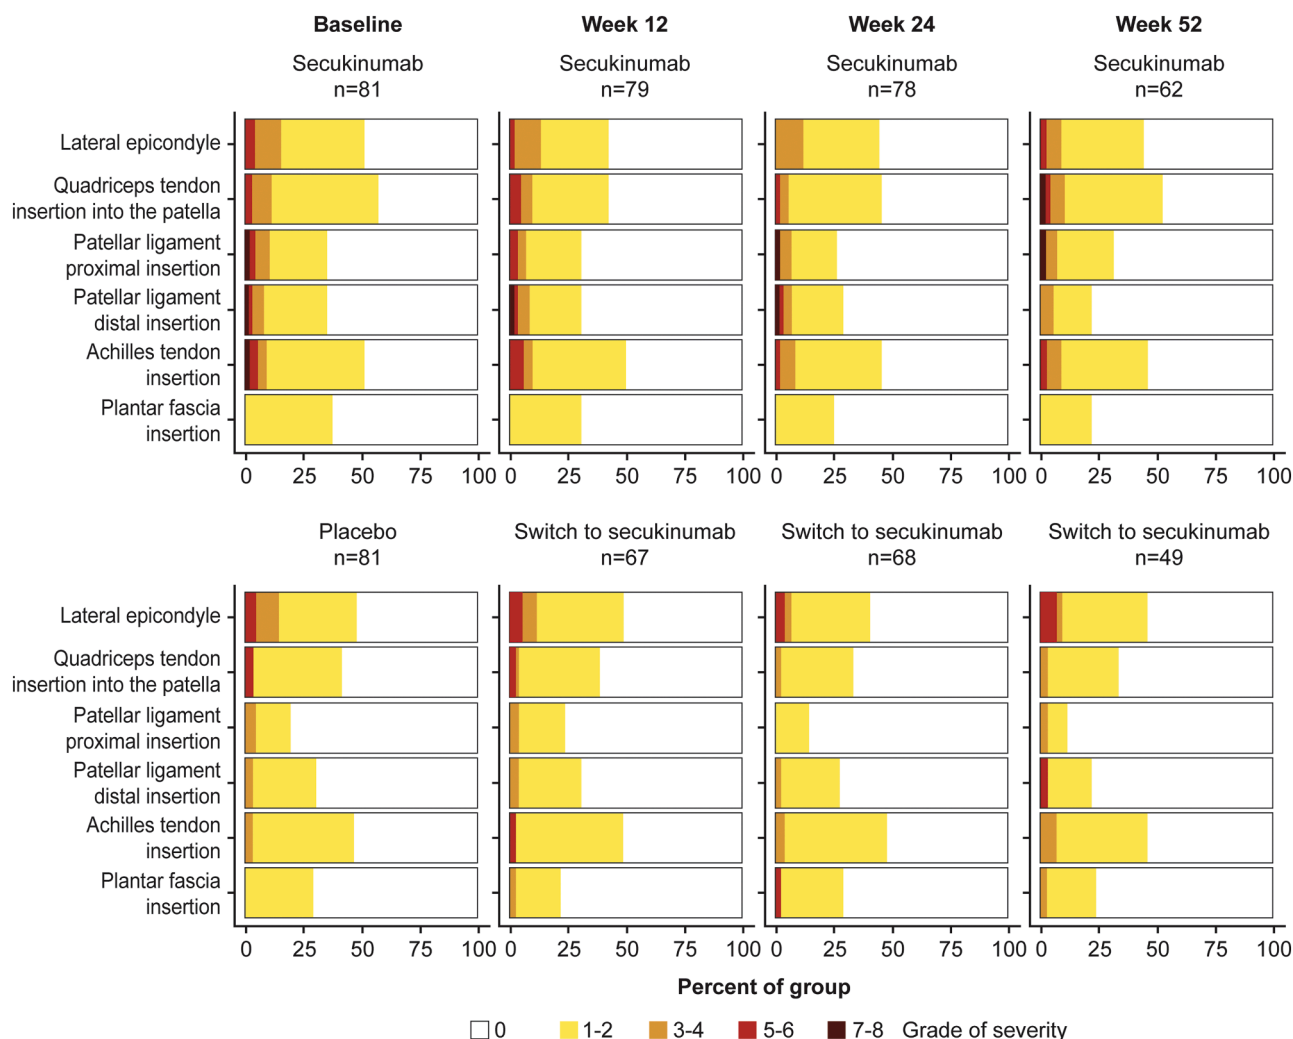 Baseline Week 12 Week 24 Week 52
Secukinumab Secukinumab Secukinumab Secukinumab
n=81 n=79 n=78 n=62
Lateral epicondyle
Quadriceps tendon
insertion into the patella
Patellar ligament
proximal insertion
Patellar ligament
distal insertion
Achilles tendon
insertion
Plantar fascia
insertion
0 25 50 75 100 0 25 50 75 100 0 25 50 75 100 0 25 50 75 100
Placebo Switch to secukinumab Switch to secukinumab Switch to secukinumab
n=81 n=67 n=68 n=49
Lateral epicondyle
Quadriceps tendon
insertion into the patella
Patellar ligament
proximal insertion
Patellar ligament
distal insertion
Achilles tendon
insertion
Plantar fascia
insertion
0 25 50 75 100 0 25 50 75 100 0 25 50 75 100 0 25 50 75 100
Percent of group
0 1-2 3-4 5-6 7-8 Grade of severity